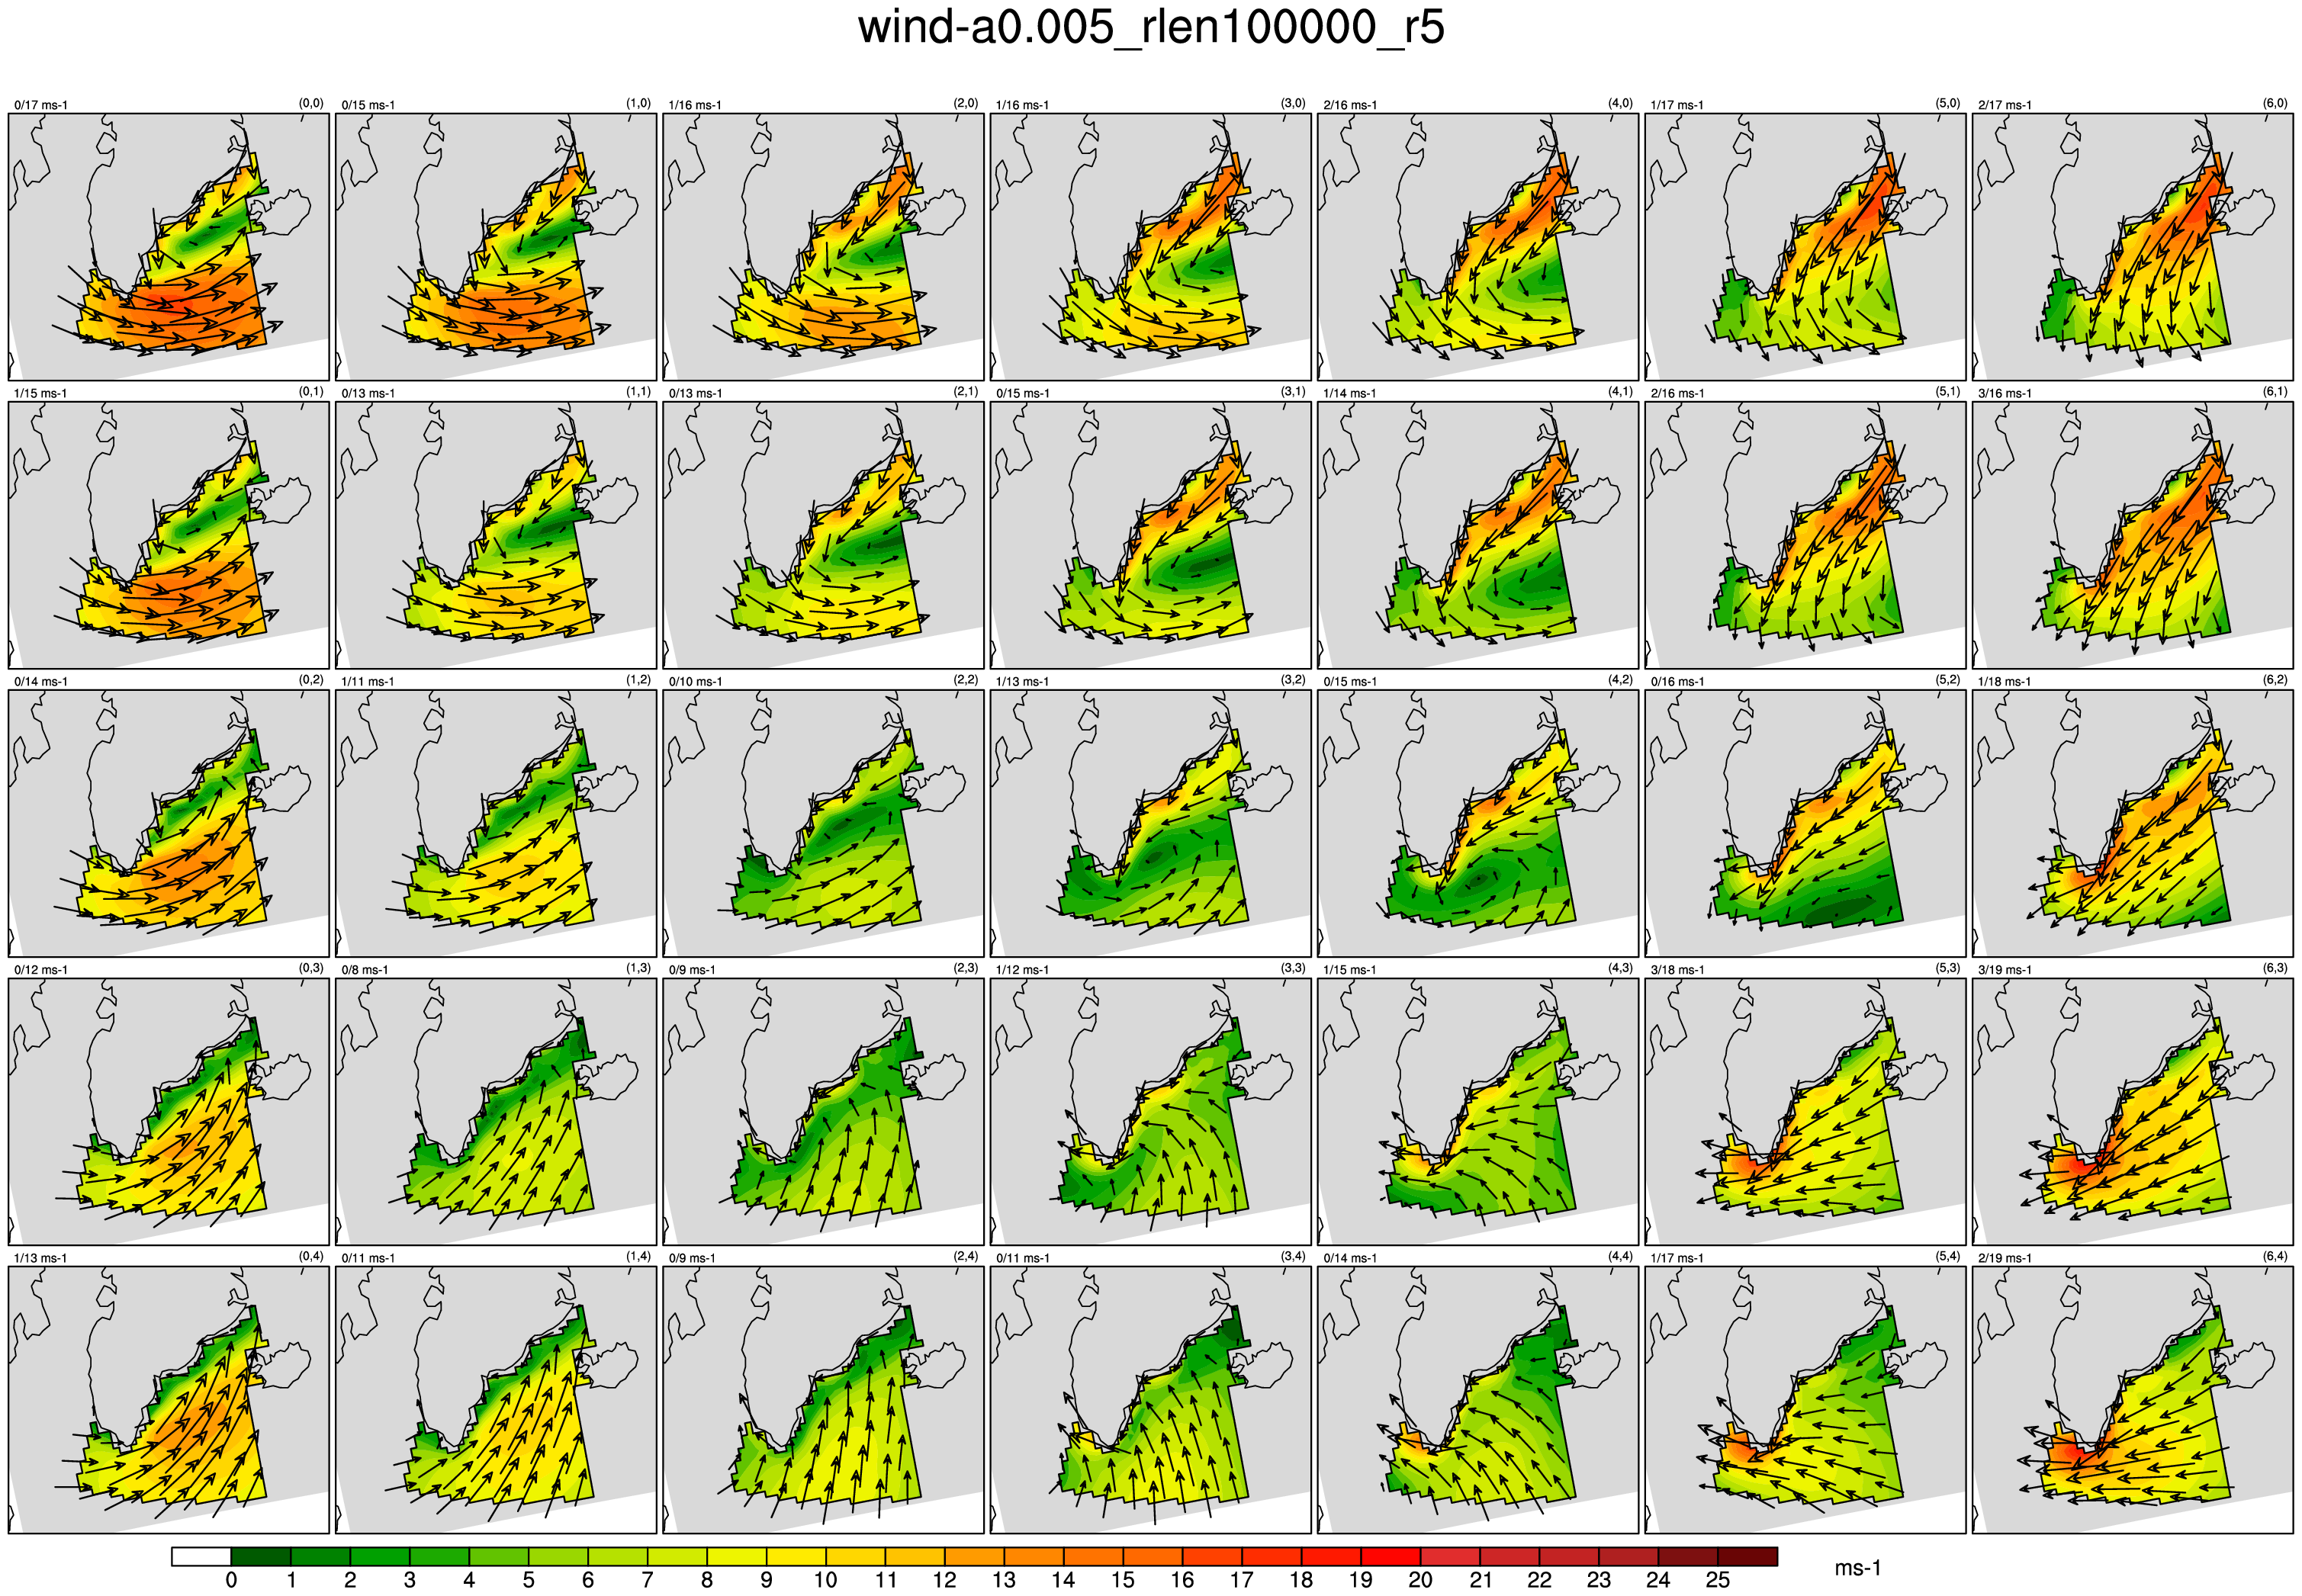 wind-a0.005_rlen100000_r5
0/17 ms-1 (0,0) 0/15 ms-1 (1,0) 1/16 ms-1 (2,0) 1/16 ms-1 (3,0) 2/16 ms-1 (4,0) 1/17 ms-1 (5,0) 2/17 ms-1 (6,0)
1/15 ms-1 (0,1) 0/13 ms-1 (1,1) 0/13 ms-1 (2,1) 0/15 ms-1 (3,1) 1/14 ms-1 (4,1) 2/16 ms-1 (5,1) 3/16 ms-1 (6,1)
0/14 ms-1 (0,2) 1/11 ms-1 (1,2) 0/10 ms-1 (2,2) 1/13 ms-1 (3,2) 0/15 ms-1 (4,2) 0/16 ms-1 (5,2) 1/18 ms-1 (6,2)
0/12 ms-1 (0,3) 0/8 ms-1 (1,3) 0/9 ms-1 (2,3) 1/12 ms-1 (3,3) 1/15 ms-1 (4,3) 3/18 ms-1 (5,3) 3/19 ms-1 (6,3)
1/13 ms-1 (0,4) 0/11 ms-1 (1,4) 0/9 ms-1 (2,4) 0/11 ms-1 (3,4) 0/14 ms-1 (4,4) 1/17 ms-1 (5,4) 2/19 ms-1 (6,4)
0 1 2 3 4 5 6 7 8 9 10 11 12 13 14 15 16 17 18 19 20 21 22 23 24 25 ms-1